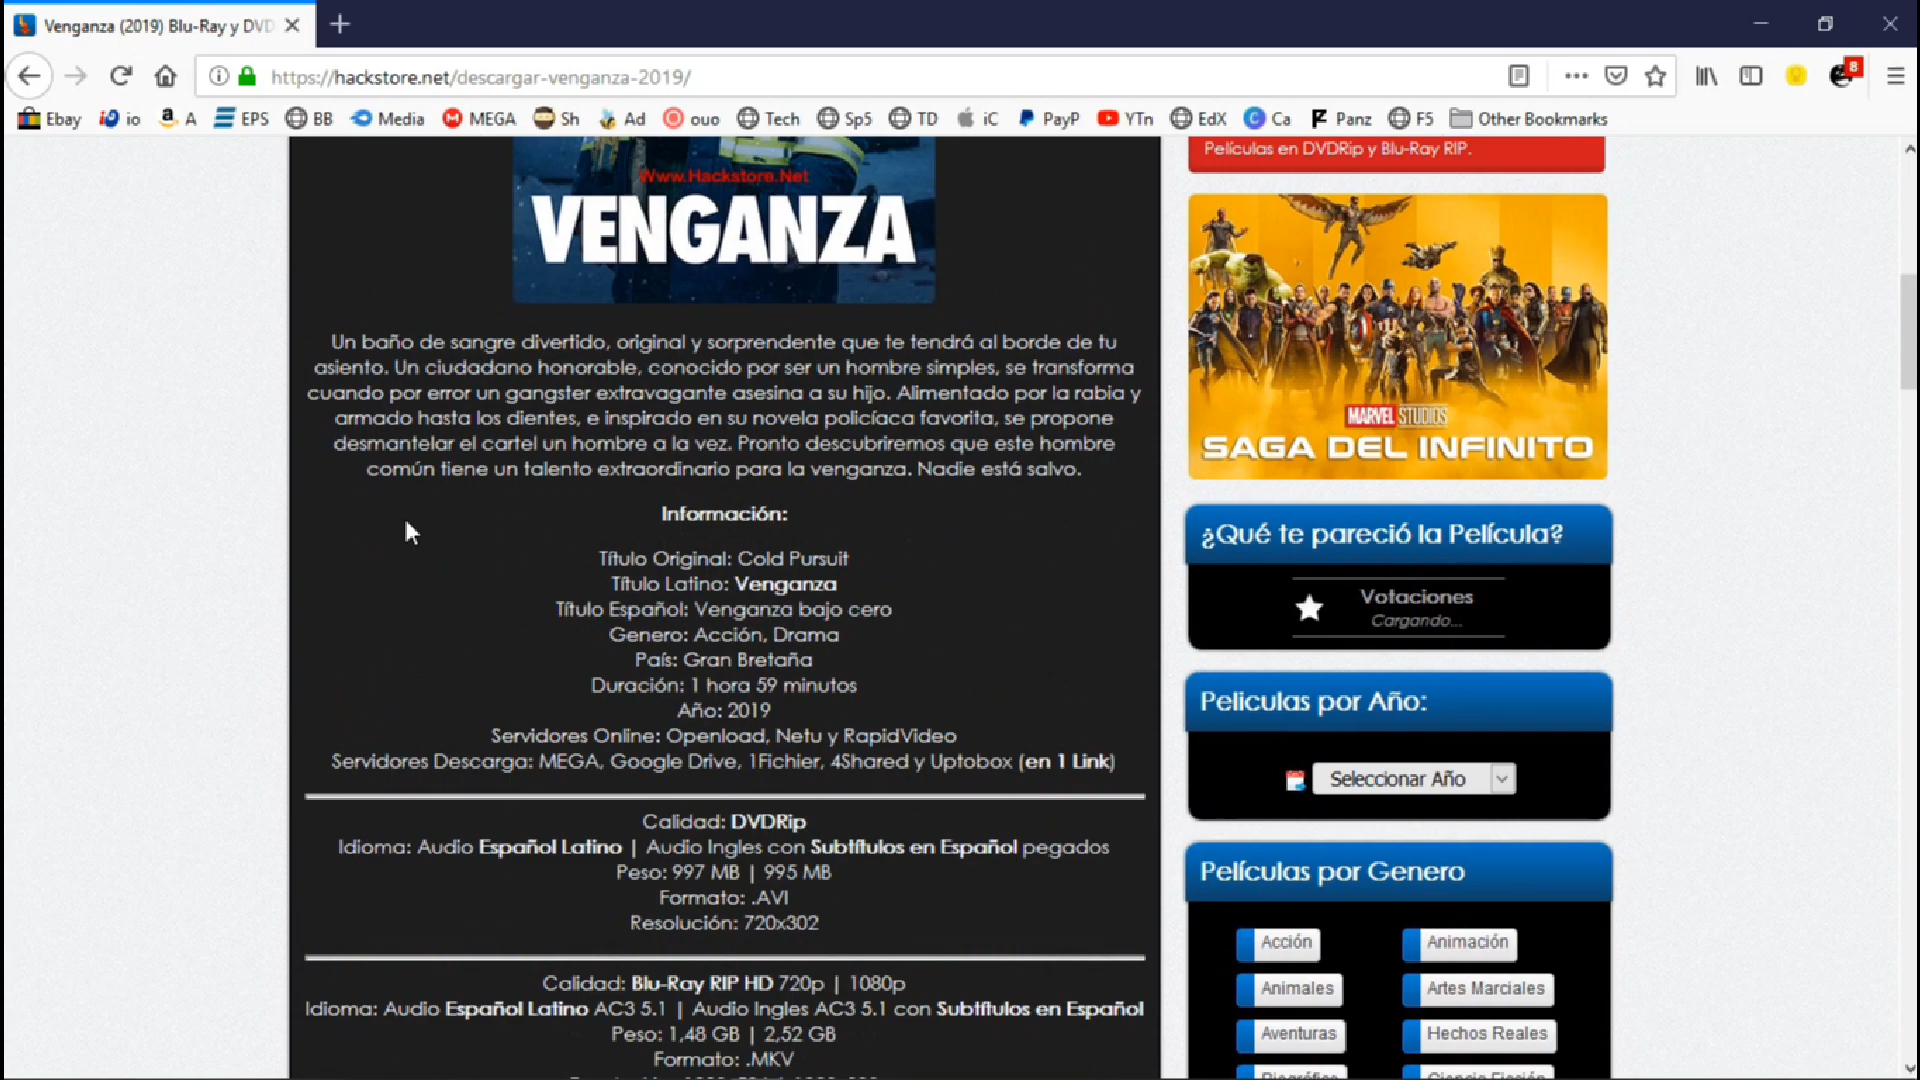 Venganza (2019) Blu-Ray y DVD
https://hackstore.net/descargar-venganza-2019/
8
Ebay
io
A
EPS
BB
Media
MEGA
Sh
Ad
ouo
Tech
Sp5
TD
iC
PayP
YTn
EdX
Ca
Panz
F5
Other Bookmarks
Www.Hackstore.Net
VENGANZA
Un baño de sangre divertido, original y sorprendente que te tendrá al borde de tu
asiento. Un ciudadano honorable, conocido por ser un hombre simples, se transforma
cuando por error un gangster extravagante asesina a su hijo. Alimentado por la rabia y
armado hasta los dientes, e inspirado en su novela policíaca favorita, se propone
desmantelar el cartel un hombre a la vez. Pronto descubriremos que este hombre
común tiene un talento extraordinario para la venganza. Nadie está salvo.
Información:
Título Original: Cold Pursuit
Título Latino: Venganza
Título Español: Venganza bajo cero
Genero: Acción, Drama
País: Gran Bretaña
Duración: 1 hora 59 minutos
Año: 2019
Servidores Online: Openload, Netu y RapidVideo
Servidores Descarga: MEGA, Google Drive, 1Fichier, 4Shared y Uptobox (en 1 Link)
Calidad: DVDRip
Idioma: Audio Español Latino | Audio Ingles con Subtítulos en Español pegados
Peso: 997 MB | 995 MB
Formato: .AVI
Resolución: 720x302
Calidad: Blu-Ray RIP HD 720p | 1080p
Idioma: Audio Español Latino AC3 5.1 | Audio Ingles AC3 5.1 con Subtítulos en Español
Peso: 1,48 GB | 2,52 GB
Formato: .MKV
Películas en DVDRip y Blu-Ray RIP.
MARVEL STUDIOS
SAGA DEL INFINITO
¿Qué te pareció la Película?
Votaciones
Cargando...
Peliculas por Año:
Seleccionar Año
Películas por Genero
Acción
Animación
Animales
Artes Marciales
Aventuras
Hechos Reales